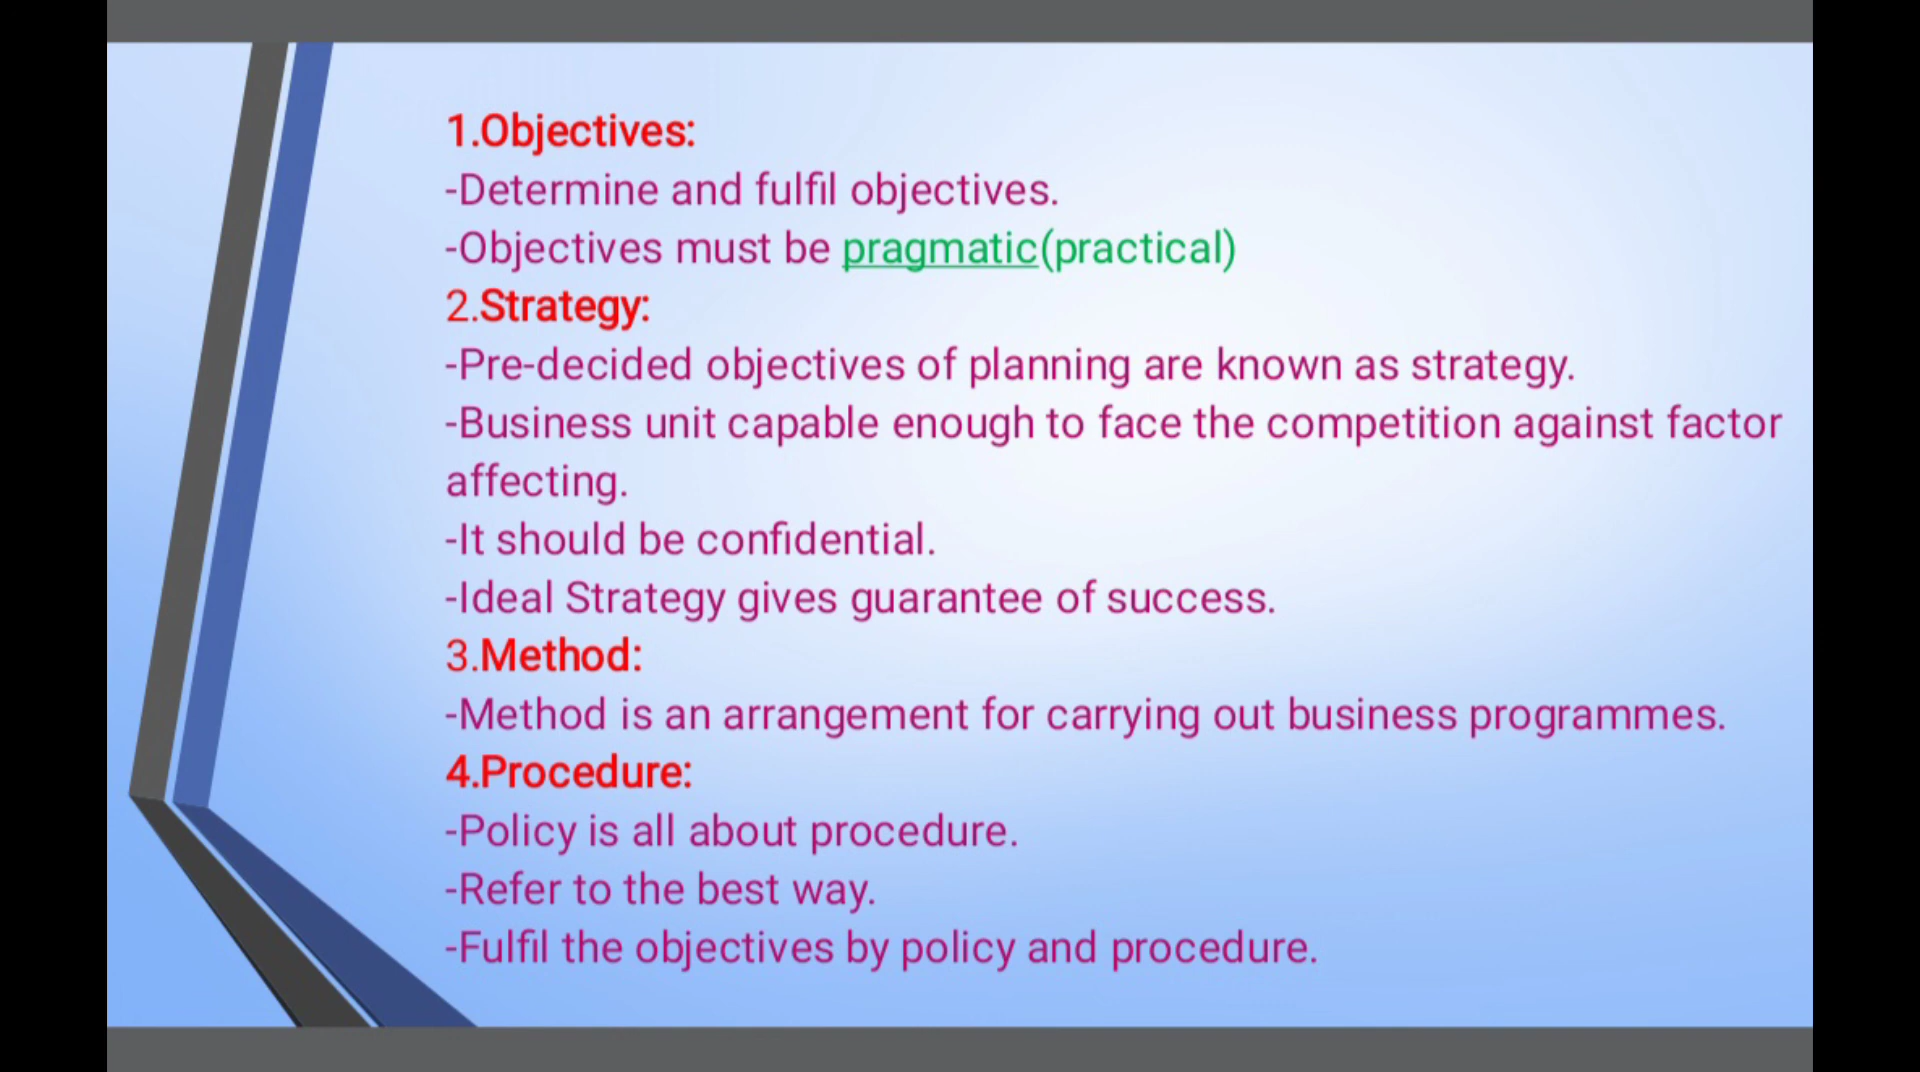 1.Objectives:
-Determine and fulfil objectives.
-Objectives must be pragmatic(practical)
2.Strategy:
-Pre-decided objectives of planning are known as strategy.
-Business unit capable enough to face the competition against factor
affecting.
-It should be confidential.
-Ideal Strategy gives guarantee of success.
3.Method:
-Method is an arrangement for carrying out business programmes.
4.Procedure:
-Policy is all about procedure.
-Refer to the best way.
-Fulfil the objectives by policy and procedure.